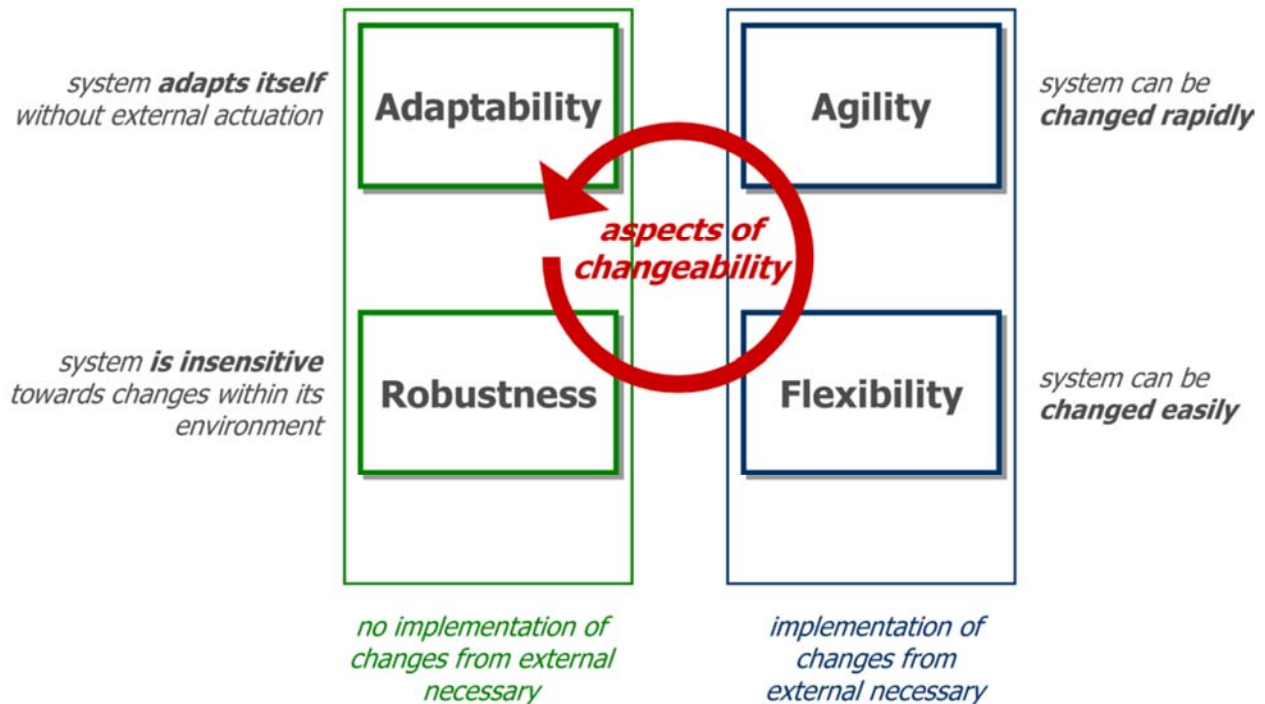 system adapts itself
without external actuation
Adaptability
Agility
system can be
changed rapidly
aspects of
changeability
system is insensitive
towards changes within its
environment
Robustness
Flexibility
system can be
changed easily
no implementation of
changes from external
necessary
implementation of
changes from
external necessary